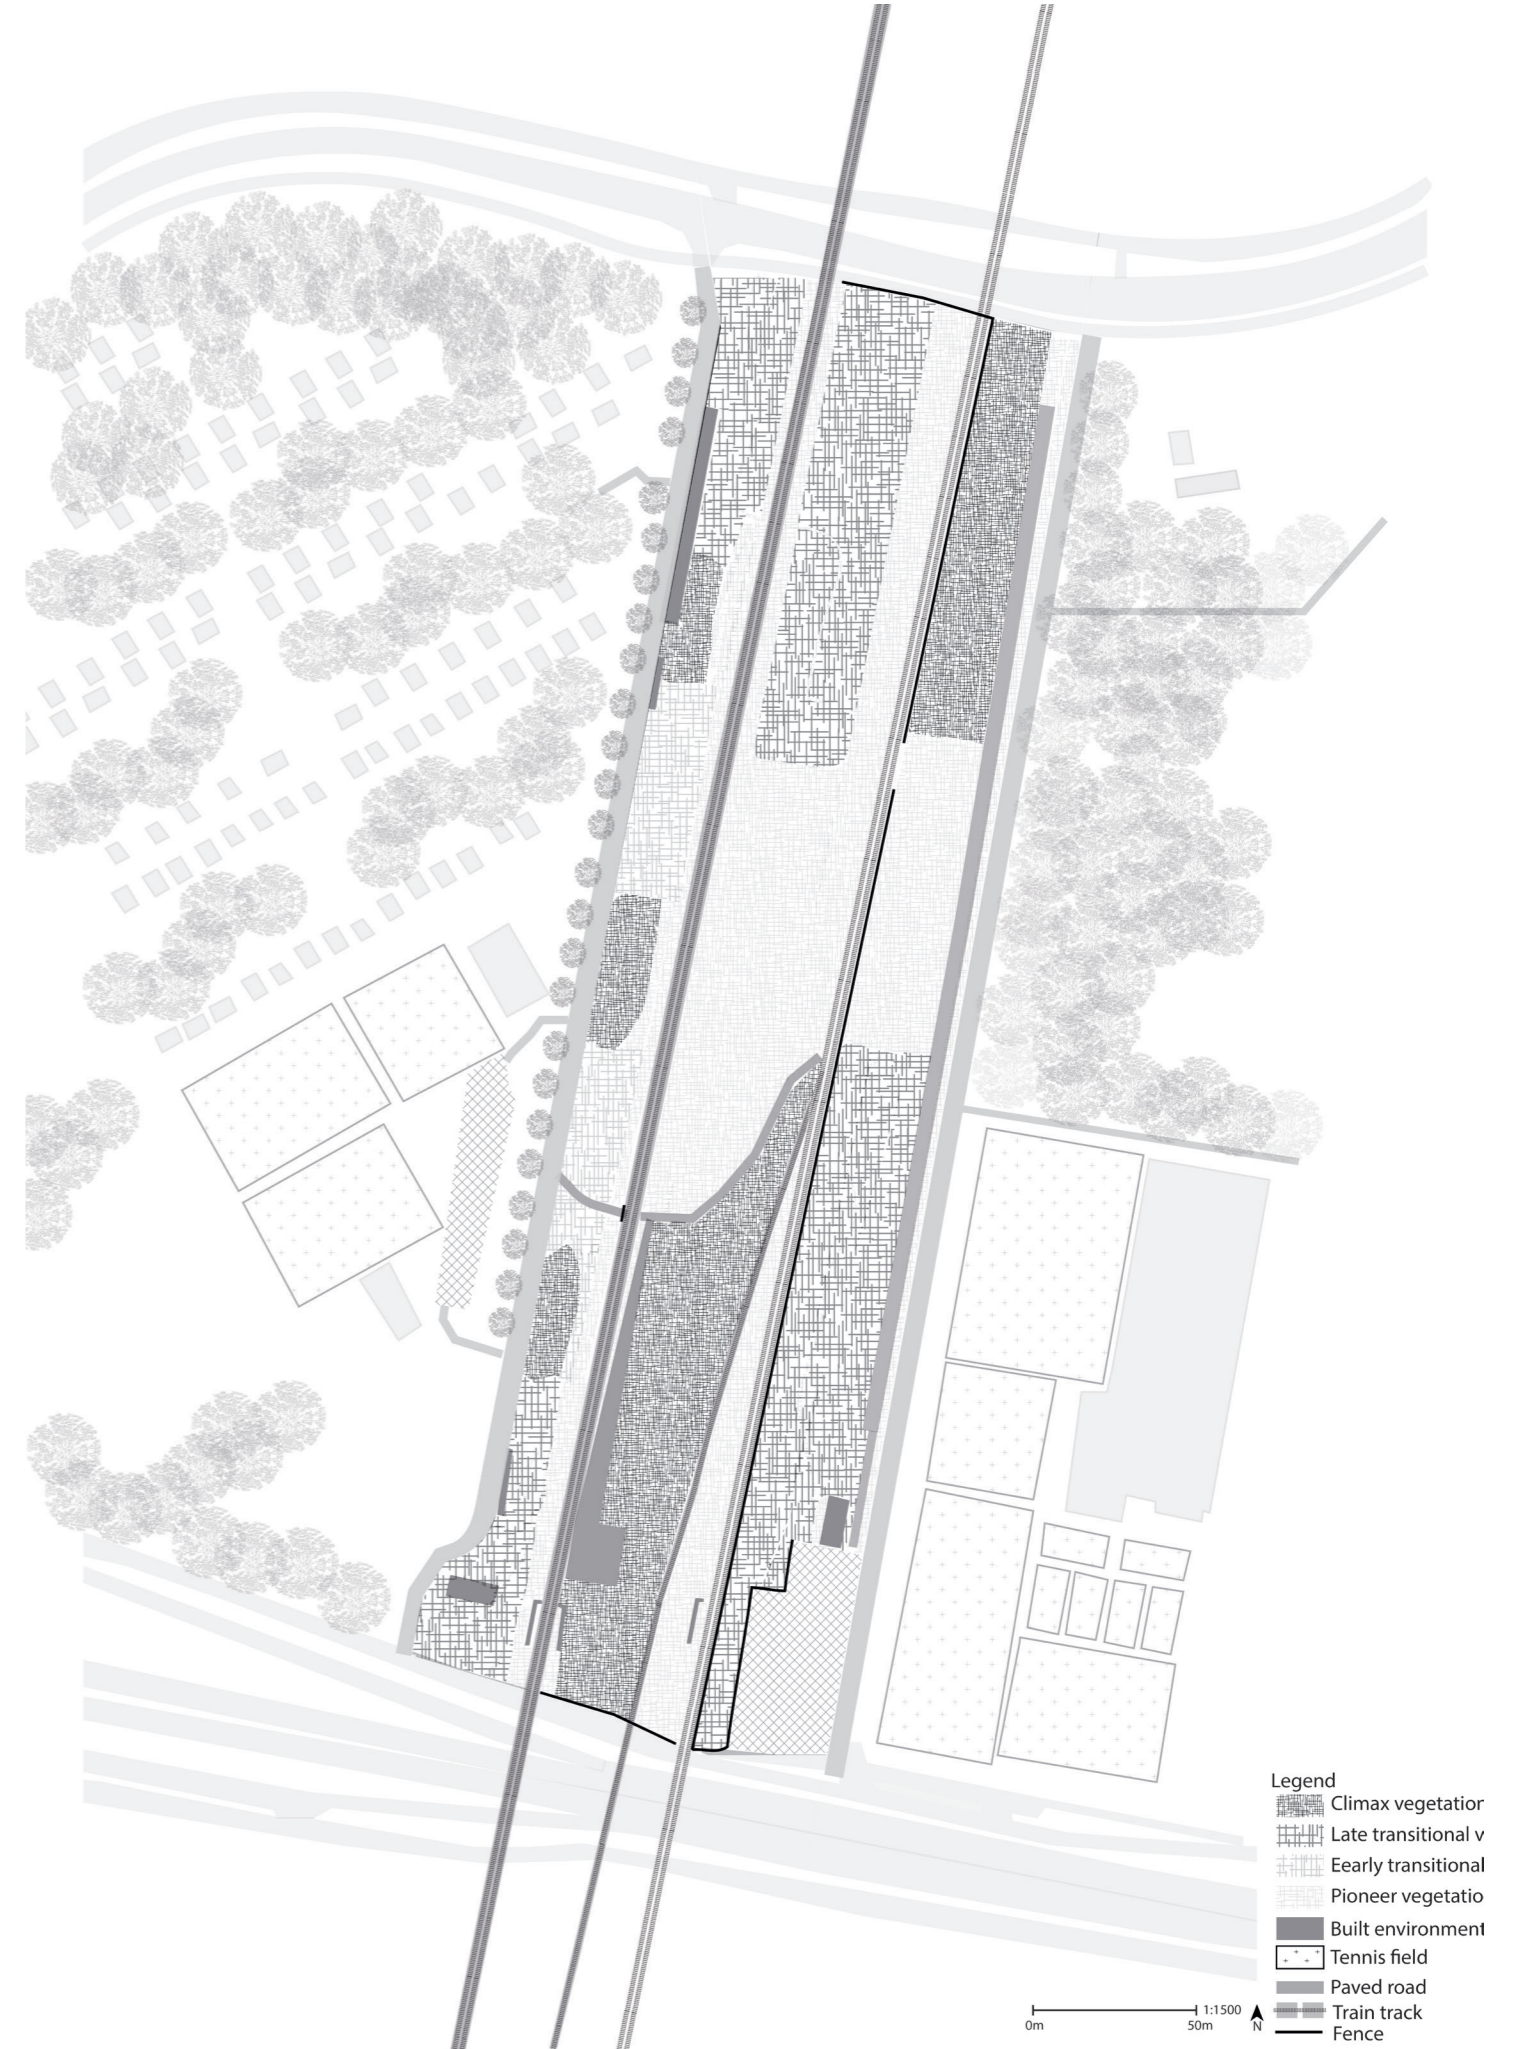 Legend
Climax vegetation
Late transitional v
Eearly transitional
Pioneer vegetatio
Built environment
Tennis field
Paved road
Train track
Fence
1:1500
0m 50m N